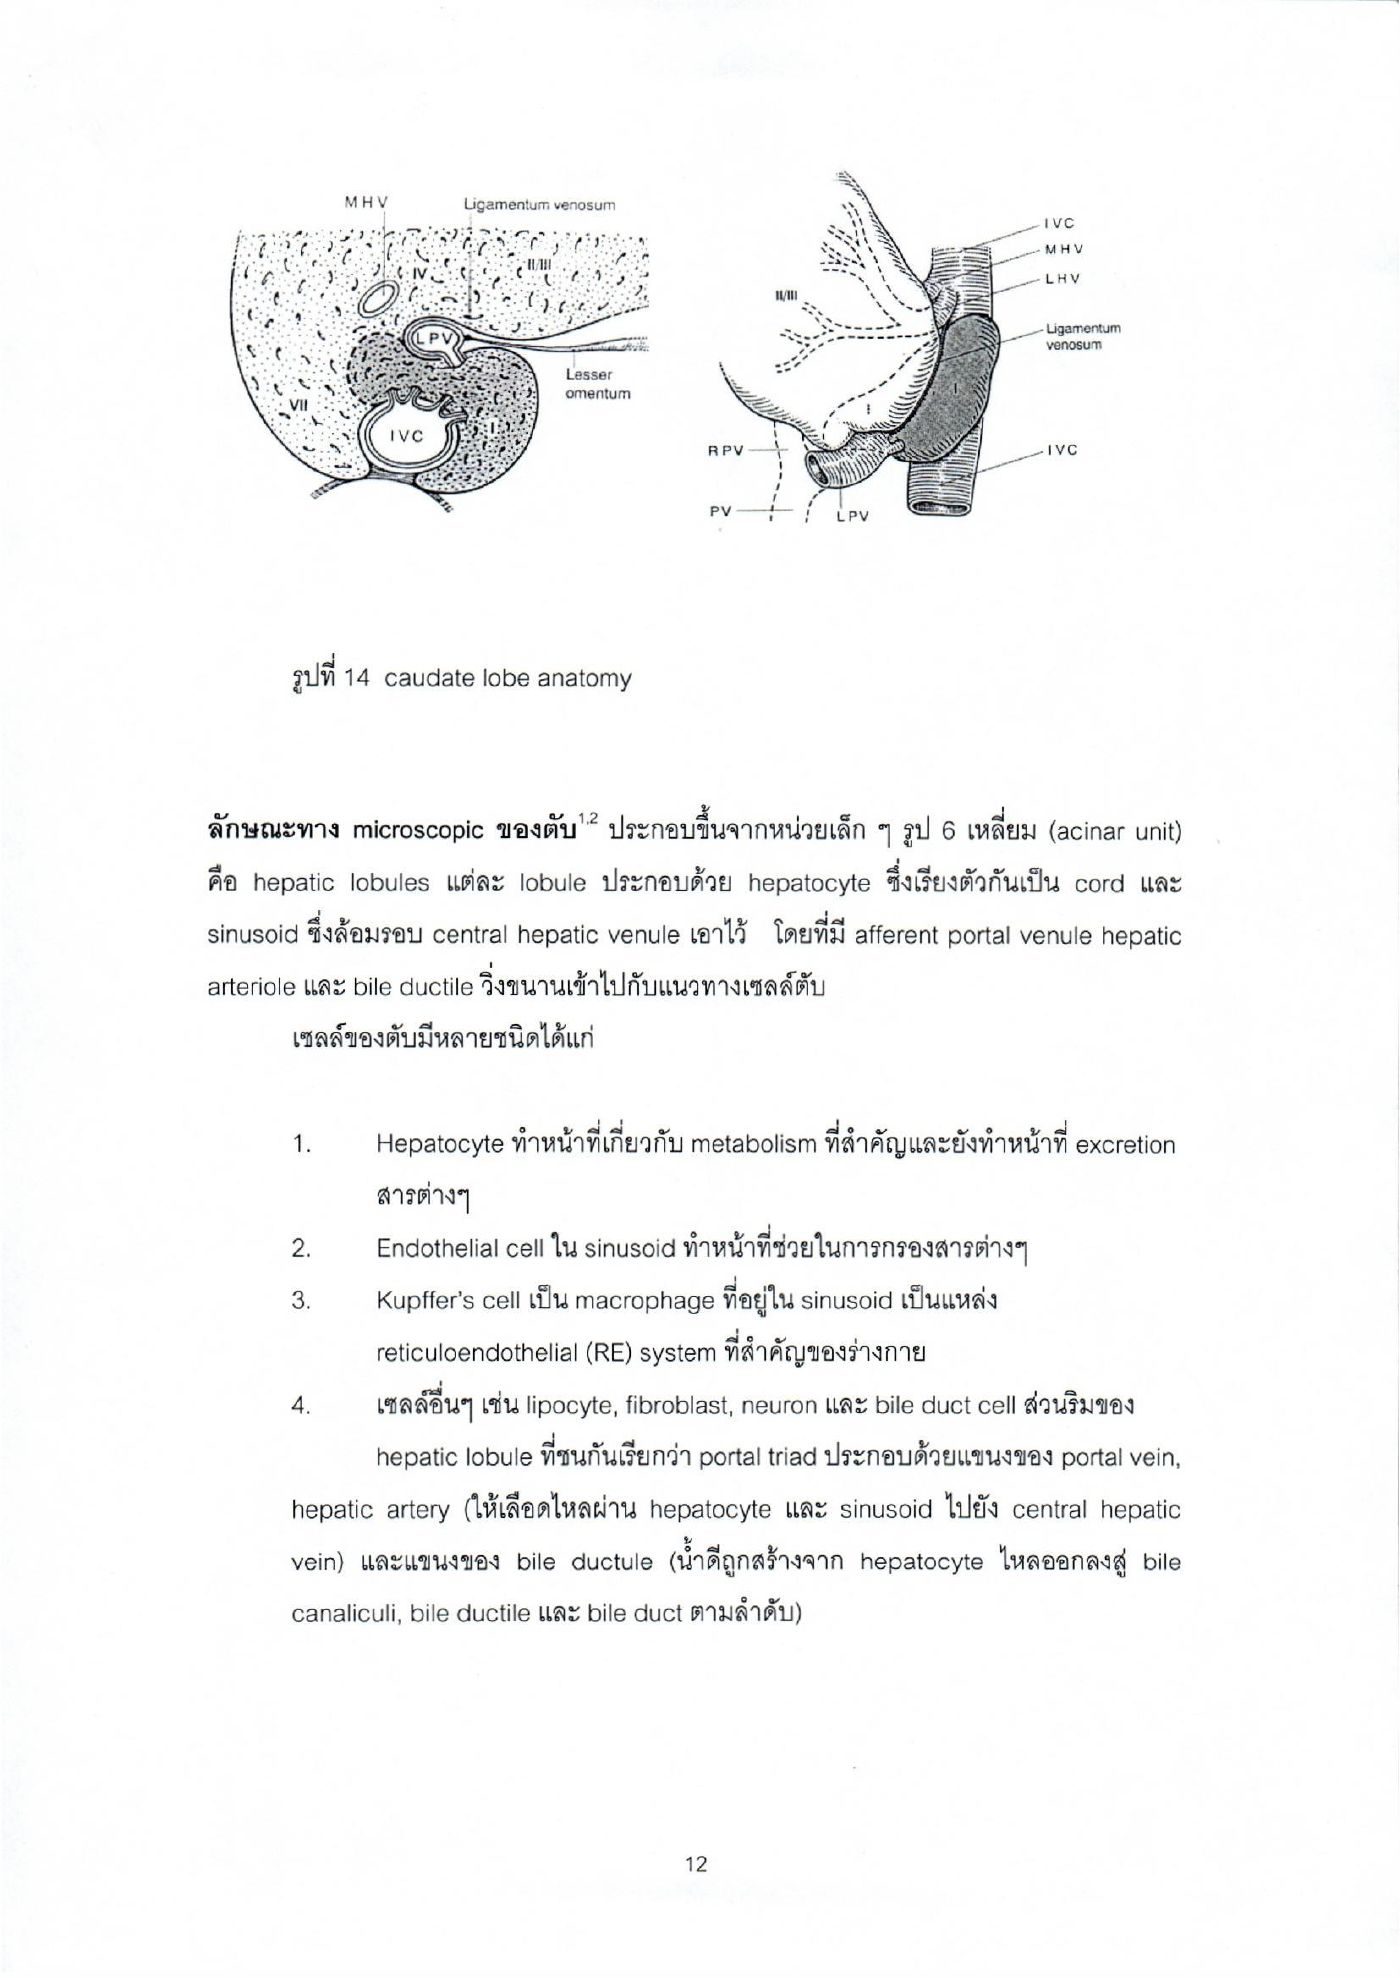 MHV
Ligamentum venosum
IV
II/III
LPV
Lesser
omentum
VII
I
IVC
IVC
MHV
LHV
II/III
Ligamentum
venosum
I
I
RPV
IVC
PV
LPV
รูปที่ 14 caudate lobe anatomy
ลักษณะทาง microscopic ของตับ1,2 ประกอบขึ้นจากหน่วยเล็ก ๆ รูป 6 เหลี่ยม (acinar unit)
คือ hepatic lobules แต่ละ lobule ประกอบด้วย hepatocyte ซึ่งเรียงตัวกันเป็น cord และ
sinusoid ซึ่งล้อมรอบ central hepatic venule เอาไว้ โดยที่มี afferent portal venule hepatic
arteriole และ bile ductile วิ่งขนานเข้าไปกับแนวทางเซลล์ตับ
เซลล์ของตับมีหลายชนิดได้แก่
1. Hepatocyte ทำหน้าที่เกี่ยวกับ metabolism ที่สำคัญและยังทำหน้าที่ excretion
สารต่างๆ
2. Endothelial cell ใน sinusoid ทำหน้าที่ช่วยในการกรองสารต่างๆ
3. Kupffer's cell เป็น macrophage ที่อยู่ใน sinusoid เป็นแหล่ง
reticuloendothelial (RE) system ที่สำคัญของร่างกาย
4. เซลล์อื่นๆ เช่น lipocyte, fibroblast, neuron และ bile duct cell ส่วนริมของ
hepatic lobule ที่ชนกันเรียกว่า portal triad ประกอบด้วยแขนงของ portal vein,
hepatic artery (ให้เลือดไหลผ่าน hepatocyte และ sinusoid ไปยัง central hepatic
vein) และแขนงของ bile ductule (น้ำดีถูกสร้างจาก hepatocyte ไหลออกลงสู่ bile
canaliculi, bile ductile และ bile duct ตามลำดับ)
12